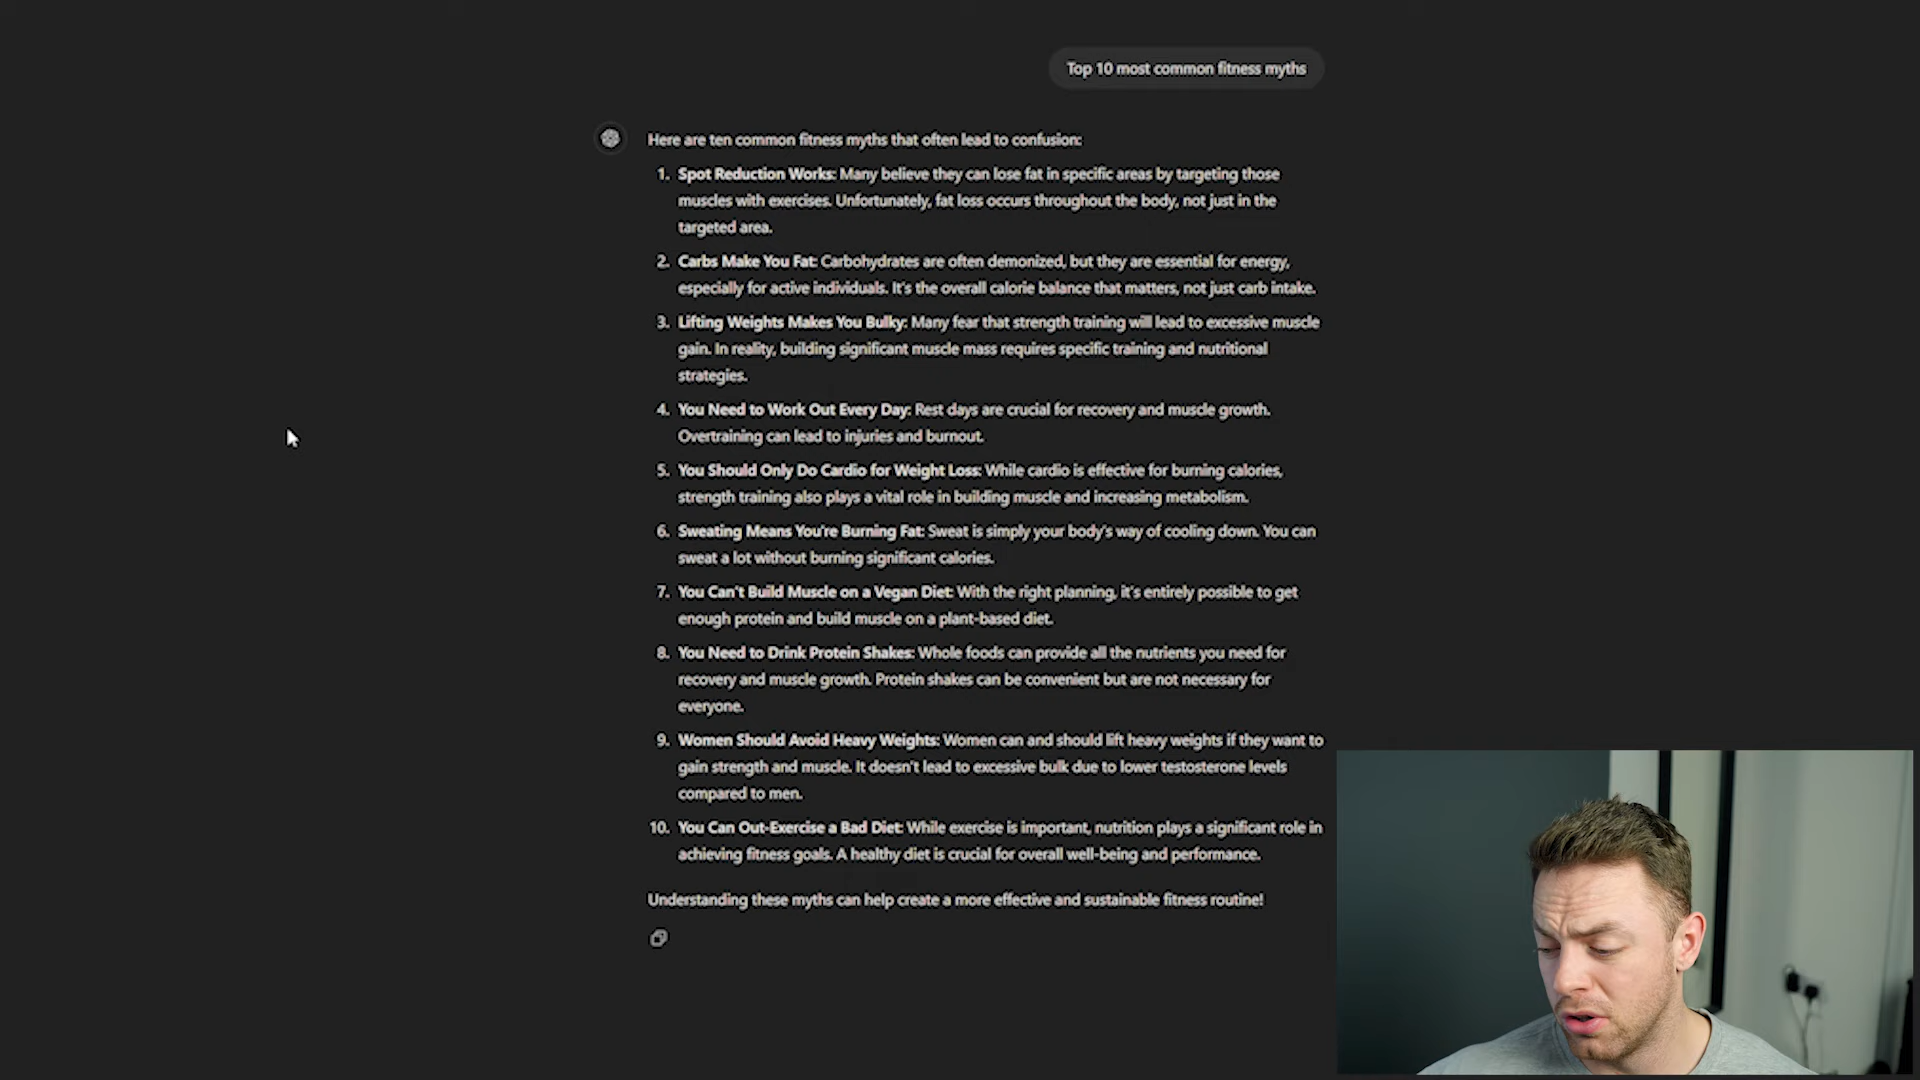 Top 10 most common fitness myths
Here are ten common fitness myths that often lead to confusion:
1. Spot Reduction Works: Many believe they can lose fat in specific areas by targeting those
muscles with exercises. Unfortunately, fat loss occurs throughout the body, not just in the
targeted area.
2. Carbs Make You Fat: Carbohydrates are often demonized, but they are essential for energy,
especially for active individuals. It's the overall calorie balance that matters, not just carb intake.
3. Lifting Weights Makes You Bulky: Many fear that strength training will lead to excessive muscle
gain. In reality, building significant muscle mass requires specific training and nutritional
strategies.
4. You Need to Work Out Every Day: Rest days are crucial for recovery and muscle growth.
Overtraining can lead to injuries and burnout.
5. You Should Only Do Cardio for Weight Loss: While cardio is effective for burning calories,
strength training also plays a vital role in building muscle and increasing metabolism.
6. Sweating Means You're Burning Fat: Sweat is simply your body's way of cooling down. You can
sweat a lot without burning significant calories.
7. You Can't Build Muscle on a Vegan Diet: With the right planning, it's entirely possible to get
enough protein and build muscle on a plant-based diet.
8. You Need to Drink Protein Shakes: Whole foods can provide all the nutrients you need for
recovery and muscle growth. Protein shakes can be convenient but are not necessary for
everyone.
9. Women Should Avoid Heavy Weights: Women can and should lift heavy weights if they want to
gain strength and muscle. It doesn't lead to excessive bulk due to lower testosterone levels
compared to men.
10. You Can Out-Exercise a Bad Diet: While exercise is important, nutrition plays a significant role in
achieving fitness goals. A healthy diet is crucial for overall well-being and performance.
Understanding these myths can help create a more effective and sustainable fitness routine!